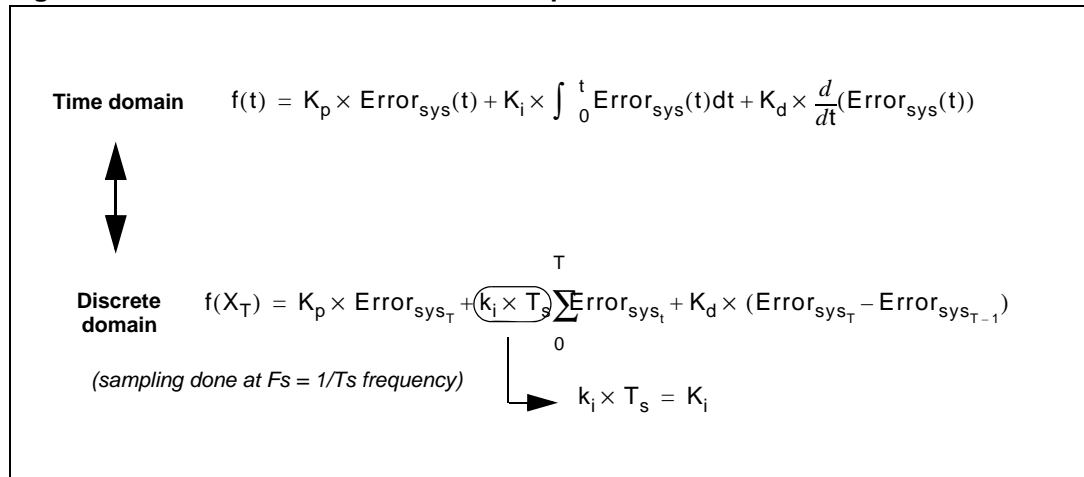 Time domain f(t) = K_p × Error_sys(t) + K_i × ∫_0^t Error_sys(t)dt + K_d × d/dt(Error_sys(t))
Discrete domain f(X_T) = K_p × Error_sys_T + k_i × T_s ∑_0^T Error_sys_t + K_d × (Error_sys_T − Error_sys_T−1)
(sampling done at Fs = 1/Ts frequency)
k_i × T_s = K_i